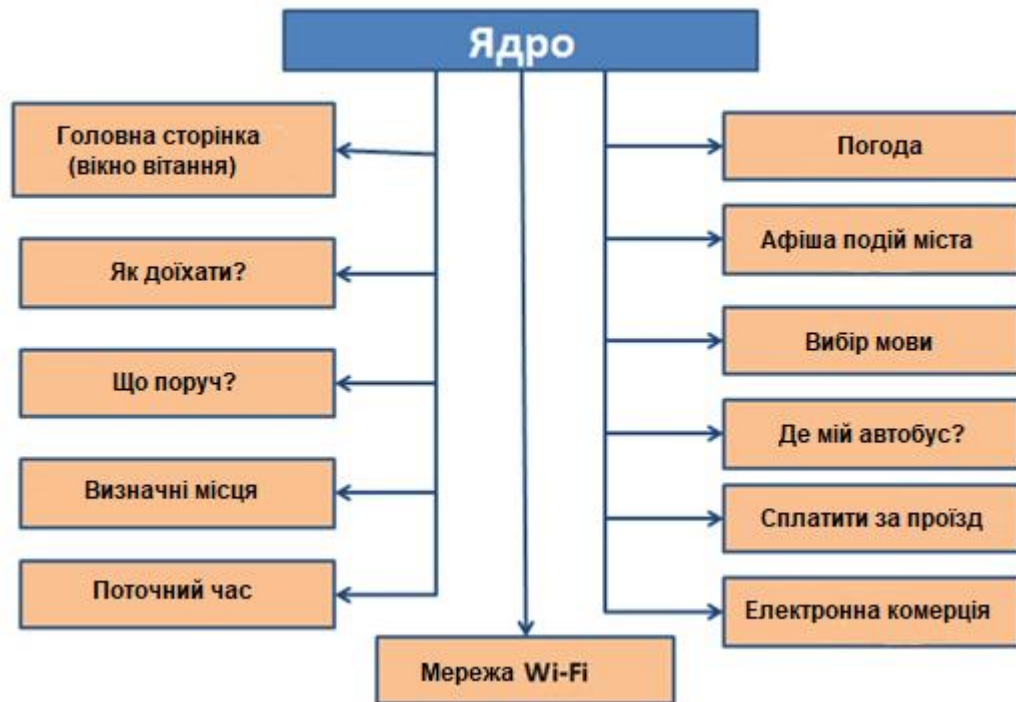 Ядро
Головна сторінка
(вікно вітання)
Як доїхати?
Що поруч?
Визначні місця
Поточний час
Мережа Wi-Fi
Погода
Афіша подій міста
Вибір мови
Де мій автобус?
Сплатити за проїзд
Електронна комерція